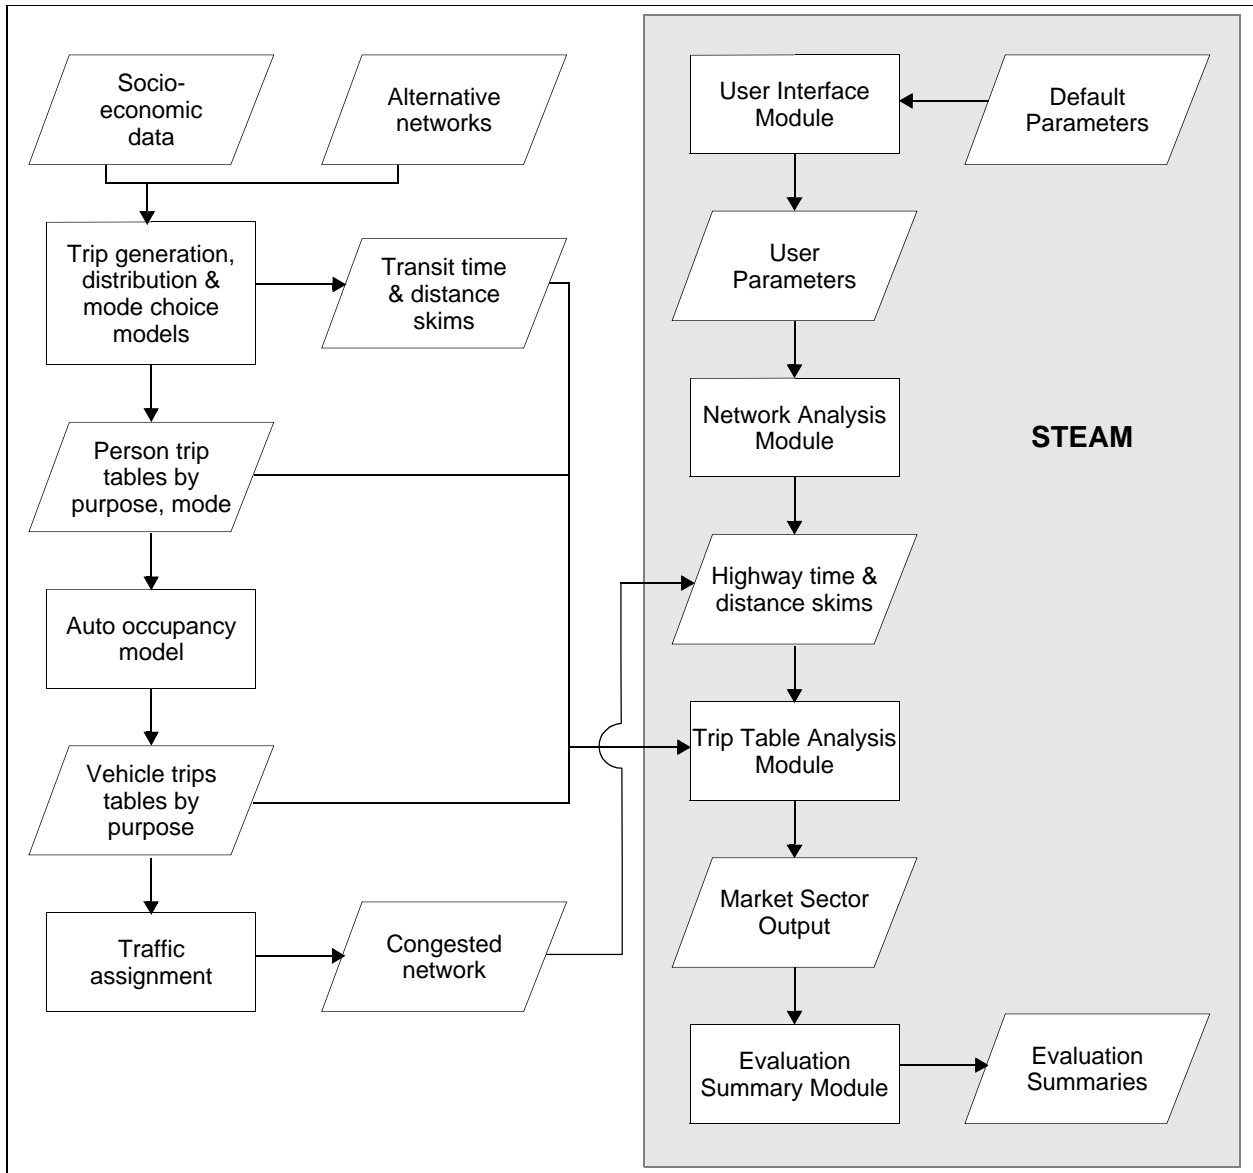 Socio-
economic
data
Alternative
networks
Trip generation,
distribution &
mode choice
models
Transit time
& distance
skims
Person trip
tables by
purpose, mode
Auto occupancy
model
Vehicle trips
tables by
purpose
Traffic
assignment
Congested
network
User Interface
Module
Default
Parameters
User
Parameters
Network Analysis
Module
STEAM
Highway time &
distance skims
Trip Table Analysis
Module
Market Sector
Output
Evaluation
Summary Module
Evaluation
Summaries